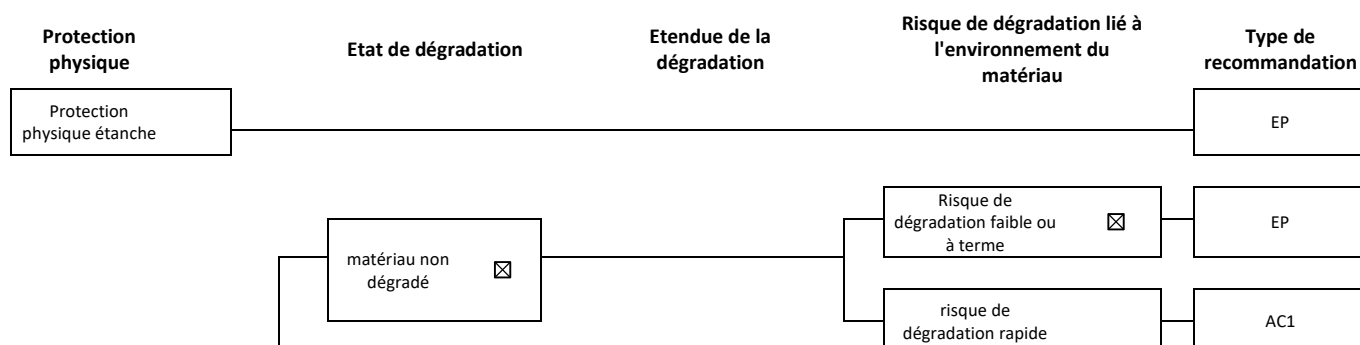 Protection
physique
Etat de dégradation
Etendue de la
dégradation
Risque de dégradation lié à
l'environnement du
matériau
Type de
recommandation
Protection
physique étanche
EP
matériau non
dégradé ☒
Risque de
dégradation faible ou
à terme ☒
EP
risque de
dégradation rapide
AC1